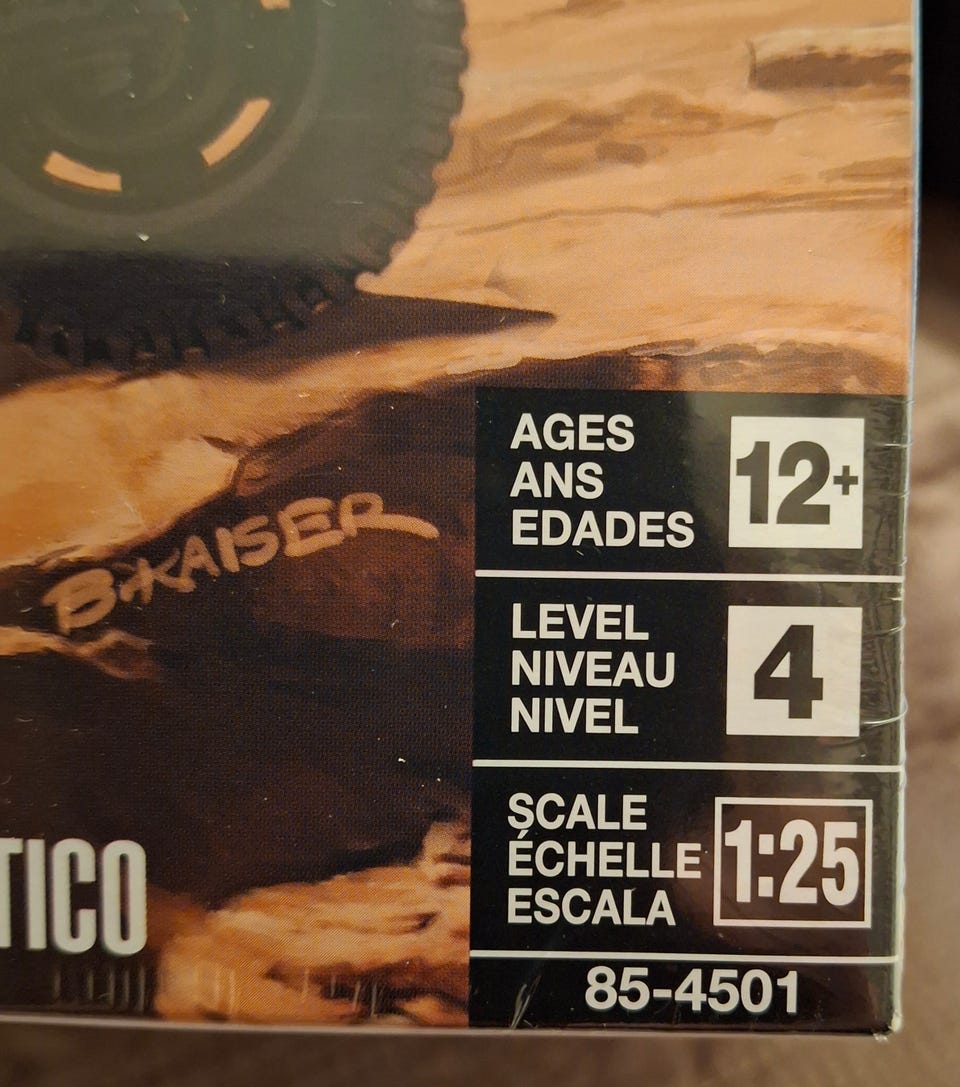 AGES
ANS
EDADES
12+
LEVEL
NIVEAU
NIVEL
4
SCALE
ÉCHELLE
ESCALA
1:25
85-4501
B.KAISER
TICO